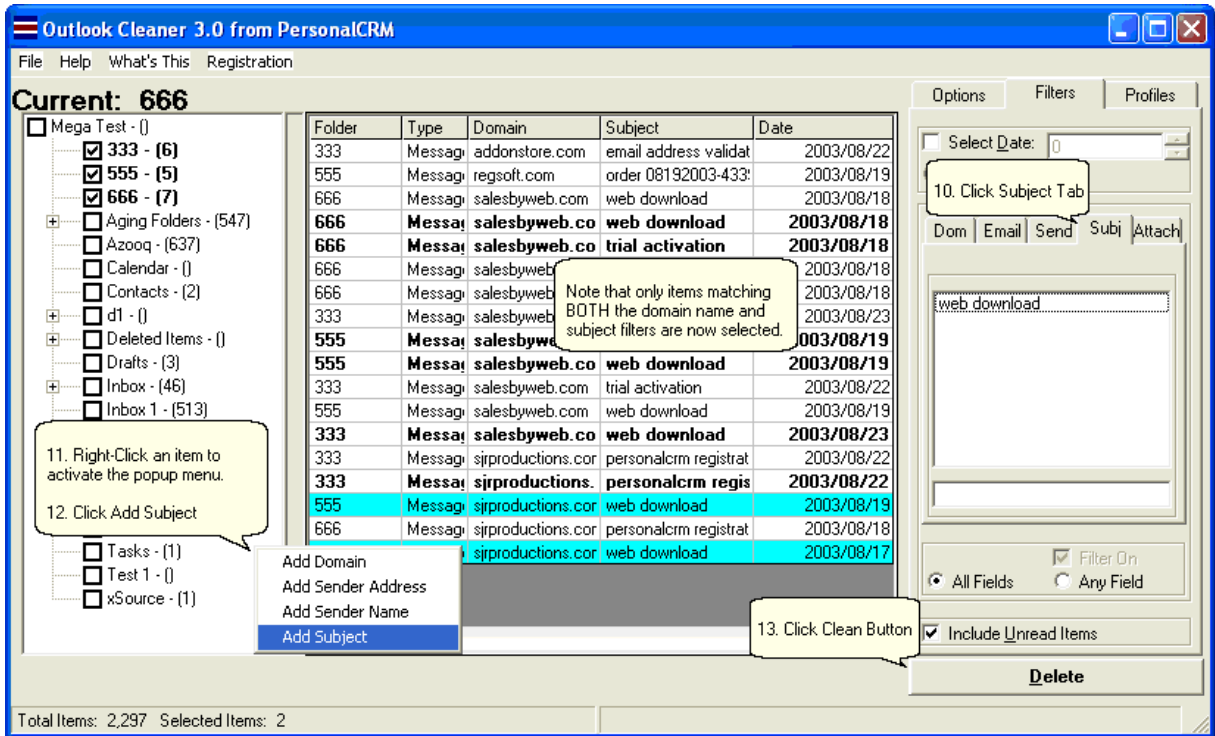 Outlook Cleaner 3.0 from PersonalCRM
File Help What's This Registration
Current: 666
Options Filters Profiles
Mega Test - ()
333 - (6)
555 - (5)
666 - (7)
Aging Folders - (547)
Azooq - (637)
Calendar - ()
Contacts - (2)
d1 - ()
Deleted Items - ()
Drafts - (3)
Inbox - (46)
Inbox 1 - (513)
11. Right-Click an item to
activate the popup menu.
12. Click Add Subject
Tasks - (1)
Test 1 - ()
xSource - (1)
Folder Type Domain Subject Date
333 Messag addonstore.com email address validat 2003/08/22
555 Messag regsoft.com order 08192003-433 2003/08/19
666 Messag salesbyweb.com web download 2003/08/18
666 Messa salesbyweb.co web download 2003/08/18
666 Messa salesbyweb.co trial activation 2003/08/18
666 Messag salesbyweb 2003/08/18
666 Messag salesbyweb 2003/08/18
333 Messag salesbyweb 2003/08/23
555 Messa salesbywe 2003/08/19
555 Messa salesbyweb.co web download 2003/08/19
333 Messag salesbyweb.com trial activation 2003/08/22
555 Messag salesbyweb.com web download 2003/08/19
333 Messa salesbyweb.co web download 2003/08/23
333 Messag sjrproductions.cor personalcrm registrat 2003/08/22
333 Messa sjrproductions. personalcrm regis 2003/08/22
555 Messag sjrproductions.cor web download 2003/08/19
666 Messag sjrproductions.cor personalcrm registrat 2003/08/18
sjrproductions.cor web download 2003/08/17
Note that only items matching
BOTH the domain name and
subject filters are now selected.
Add Domain
Add Sender Address
Add Sender Name
Add Subject
Select Date: 0
10. Click Subject Tab
Dom Email Send Subj Attach
web download
Filter On
All Fields Any Field
13. Click Clean Button
Include Unread Items
Delete
Total Items: 2,297 Selected Items: 2